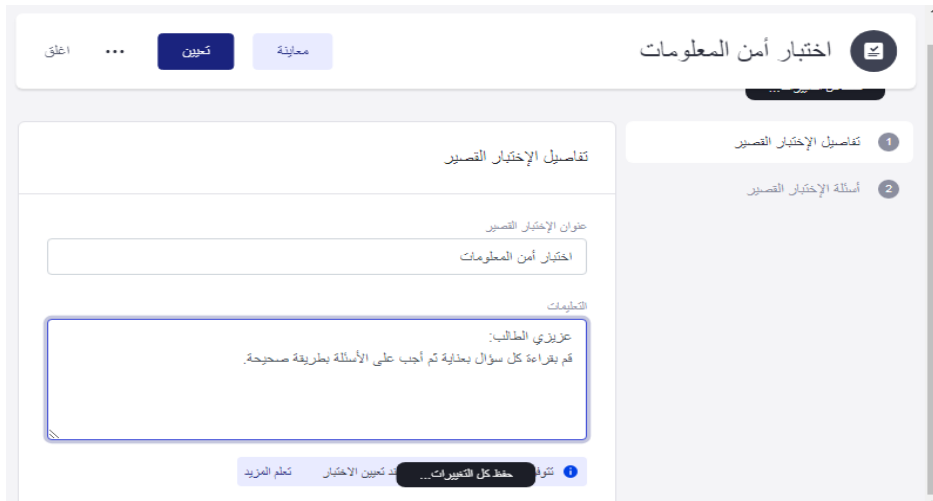 اختبار أمن المعلومات
معاينة
تعيين
...
اغلق
1 تفاصيل الإختبار القصير
2 أسئلة الإختبار القصير
تفاصيل الإختبار القصير
عنوان الإختبار القصير
اختبار أمن المعلومات
التعليمات
عزيزي الطالب:
قم بقراءة كل سؤال بعناية ثم أجب على الأسئلة بطريقة صحيحة.
حفظ كل التغييرات...
تعيين الاختبار
تعلم المزيد